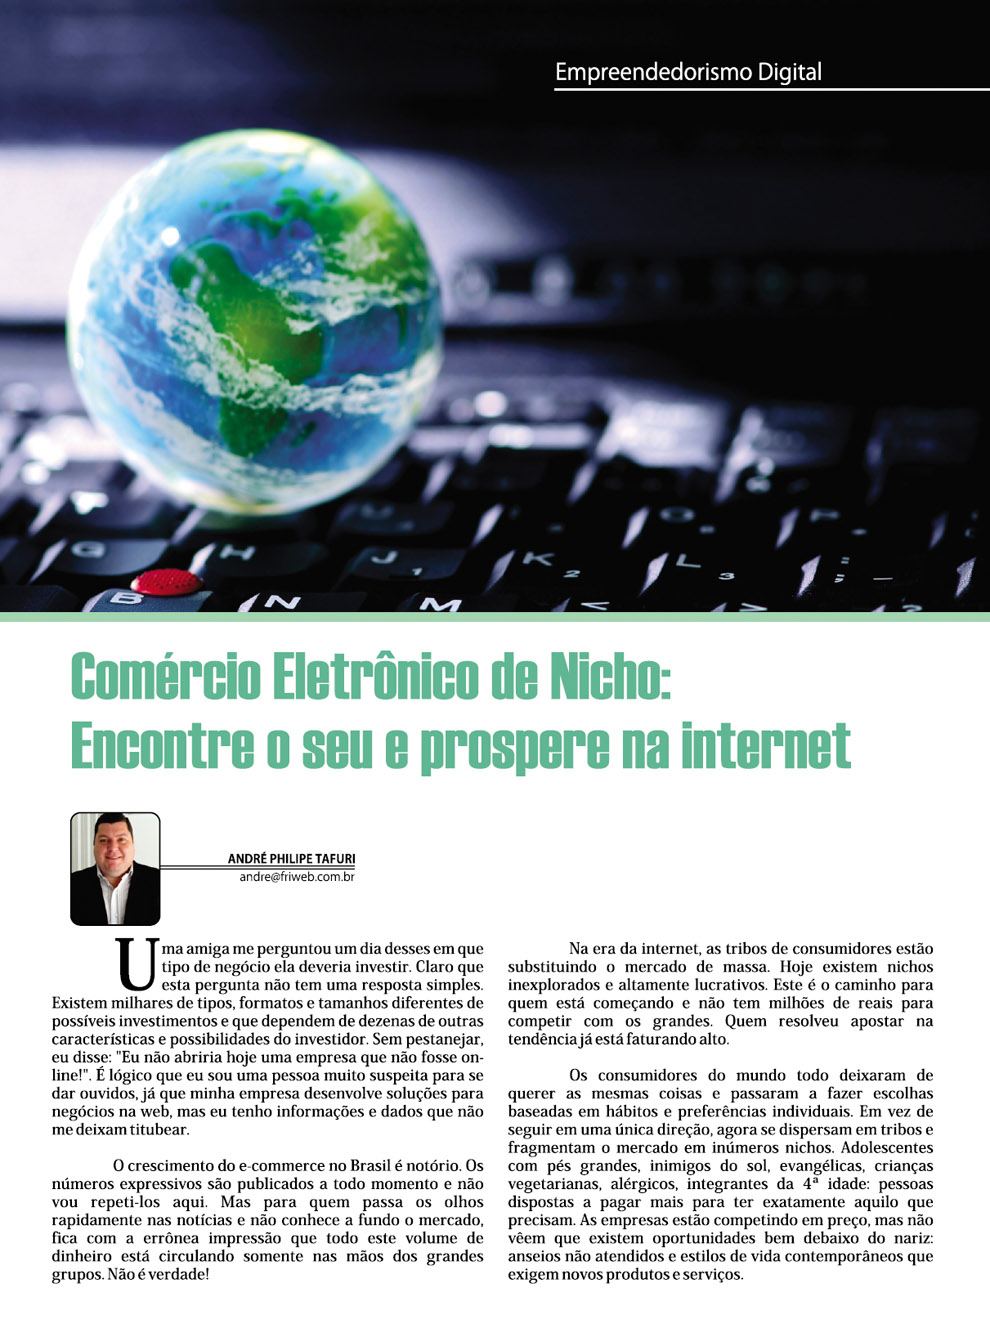 Empreendedorismo Digital
G H J 1 K 2 L 3 P ; —
B N M < >
Comércio Eletrônico de Nicho:
Encontre o seu e prospere na internet
ANDRÉ PHILIPE TAFURI
andre@friweb.com.br
Uma amiga me perguntou um dia desses em que
tipo de negócio ela deveria investir. Claro que
esta pergunta não tem uma resposta simples.
Existem milhares de tipos, formatos e tamanhos diferentes de
possíveis investimentos e que dependem de dezenas de outras
características e possibilidades do investidor. Sem pestanejar,
eu disse: "Eu não abriria hoje uma empresa que não fosse on-
line!". É lógico que eu sou uma pessoa muito suspeita para se
dar ouvidos, já que minha empresa desenvolve soluções para
negócios na web, mas eu tenho informações e dados que não
me deixam titubear.
O crescimento do e-commerce no Brasil é notório. Os
números expressivos são publicados a todo momento e não
vou repeti-los aqui. Mas para quem passa os olhos
rapidamente nas notícias e não conhece a fundo o mercado,
fica com a errônea impressão que todo este volume de
dinheiro está circulando somente nas mãos dos grandes
grupos. Não é verdade!
Na era da internet, as tribos de consumidores estão
substituindo o mercado de massa. Hoje existem nichos
inexplorados e altamente lucrativos. Este é o caminho para
quem está começando e não tem milhões de reais para
competir com os grandes. Quem resolveu apostar na
tendência já está faturando alto.
Os consumidores do mundo todo deixaram de
querer as mesmas coisas e passaram a fazer escolhas
baseadas em hábitos e preferências individuais. Em vez de
seguir em uma única direção, agora se dispersam em tribos e
fragmentam o mercado em inúmeros nichos. Adolescentes
com pés grandes, inimigos do sol, evangélicas, crianças
vegetarianas, alérgicos, integrantes da 4ª idade: pessoas
dispostas a pagar mais para ter exatamente aquilo que
precisam. As empresas estão competindo em preço, mas não
vêem que existem oportunidades bem debaixo do nariz:
anseios não atendidos e estilos de vida contemporâneos que
exigem novos produtos e serviços.